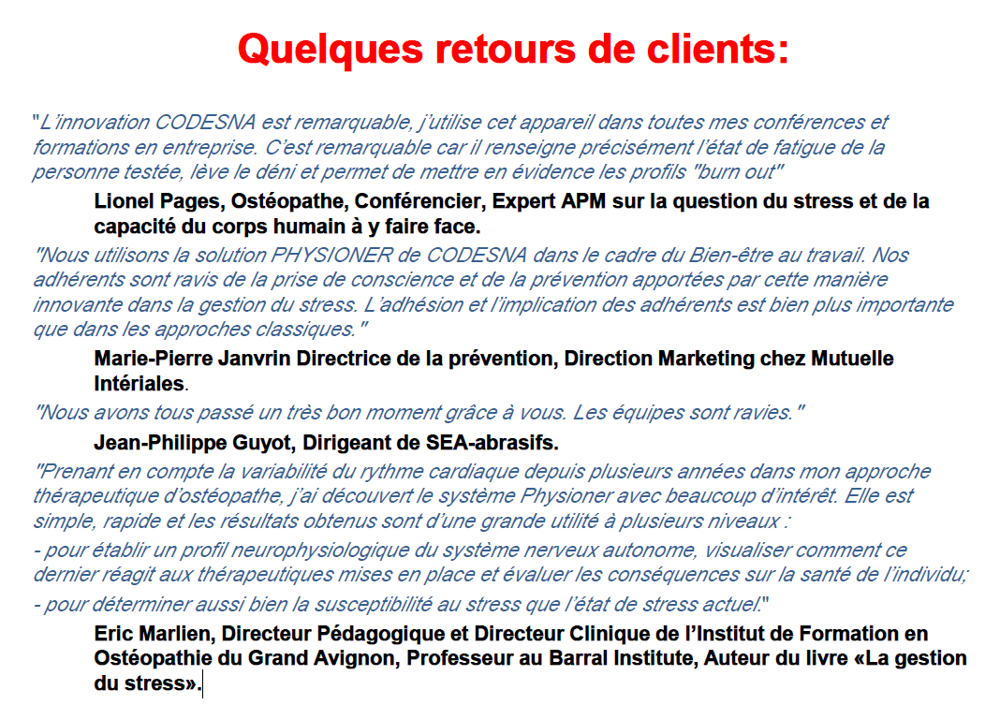 Quelques retours de clients:
"L’innovation CODESNA est remarquable, j’utilise cet appareil dans toutes mes conférences et
formations en entreprise. C’est remarquable car il renseigne précisément l’état de fatigue de la
personne testée, lève le déni et permet de mettre en évidence les profils "burn out"
Lionel Pages, Ostéopathe, Conférencier, Expert APM sur la question du stress et de la
capacité du corps humain à y faire face.
"Nous utilisons la solution PHYSIONER de CODESNA dans le cadre du Bien-être au travail. Nos
adhérents sont ravis de la prise de conscience et de la prévention apportées par cette manière
innovante dans la gestion du stress. L’adhésion et l’implication des adhérents est bien plus importante
que dans les approches classiques."
Marie-Pierre Janvrin Directrice de la prévention, Direction Marketing chez Mutuelle
Intériales.
"Nous avons tous passé un très bon moment grâce à vous. Les équipes sont ravies."
Jean-Philippe Guyot, Dirigeant de SEA-abrasifs.
"Prenant en compte la variabilité du rythme cardiaque depuis plusieurs années dans mon approche
thérapeutique d’ostéopathe, j’ai découvert le système Physioner avec beaucoup d’intérêt. Elle est
simple, rapide et les résultats obtenus sont d’une grande utilité à plusieurs niveaux :
- pour établir un profil neurophysiologique du système nerveux autonome, visualiser comment ce
dernier réagit aux thérapeutiques mises en place et évaluer les conséquences sur la santé de l’individu;
- pour déterminer aussi bien la susceptibilité au stress que l’état de stress actuel."
Eric Marlien, Directeur Pédagogique et Directeur Clinique de l’Institut de Formation en
Ostéopathie du Grand Avignon, Professeur au Barral Institute, Auteur du livre «La gestion
du stress».